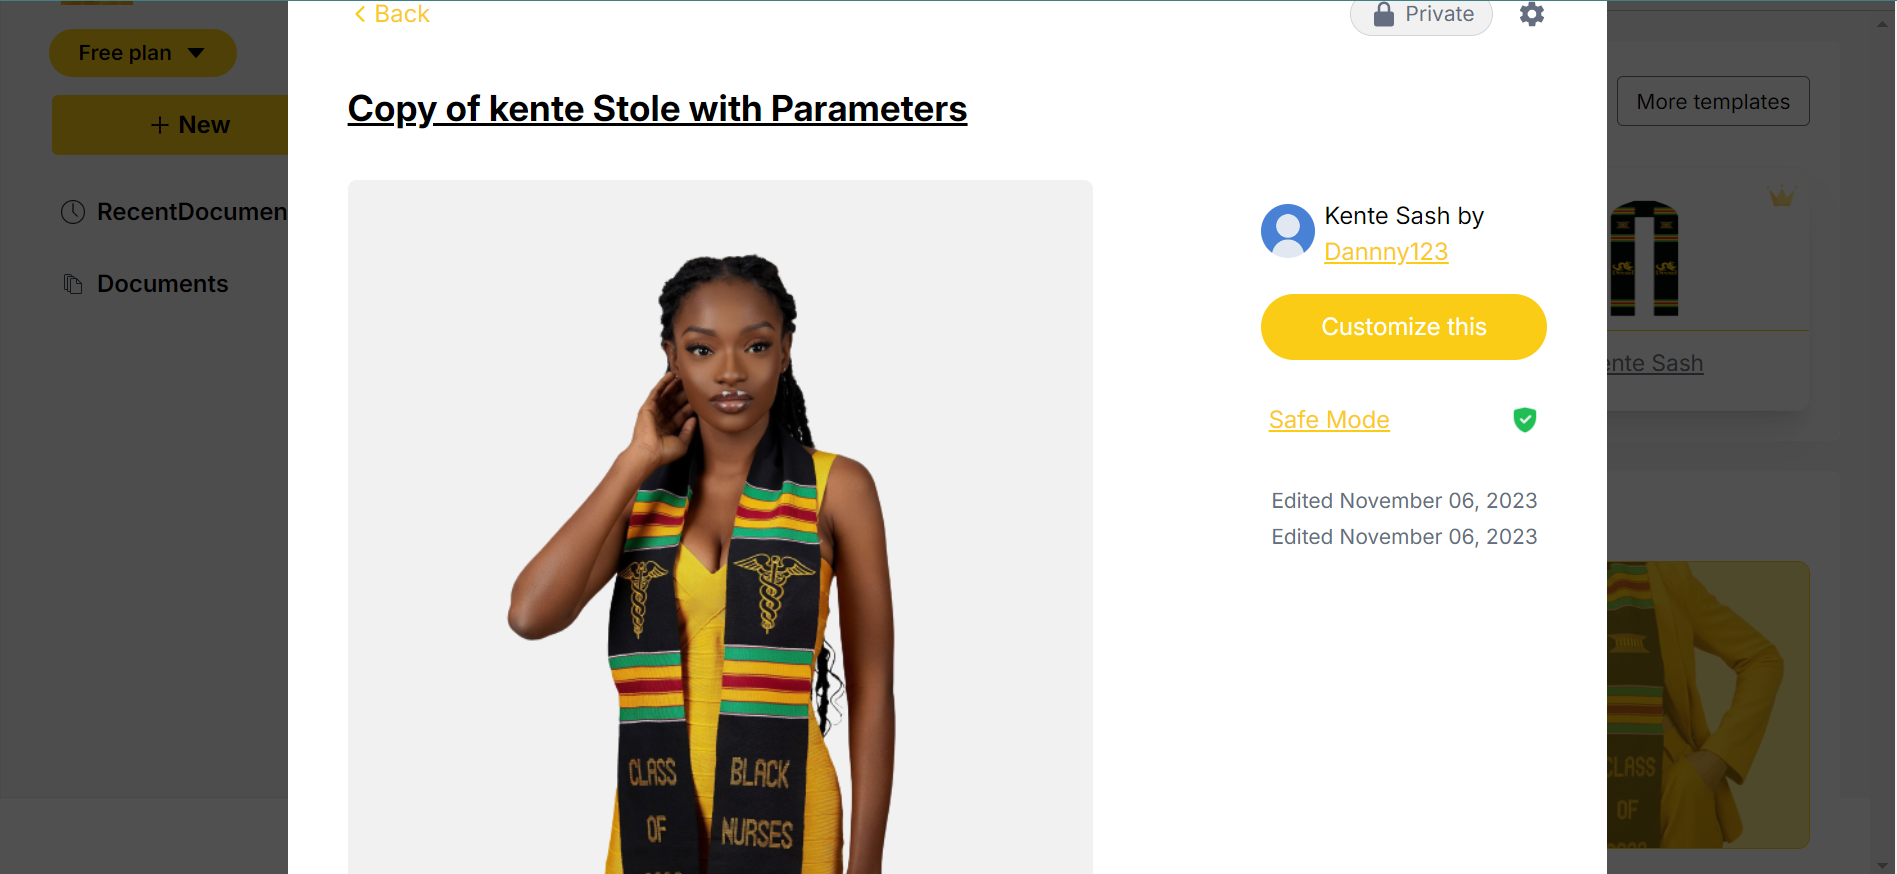 Back
Private
Free plan
Copy of kente Stole with Parameters
More templates
+ New
RecentDocumen
Documents
Kente Sash by
Dannny123
Customize this
ente Sash
Safe Mode
Edited November 06, 2023
Edited November 06, 2023
CLASS
OF
BLACK
NURSES
CLASS
OF